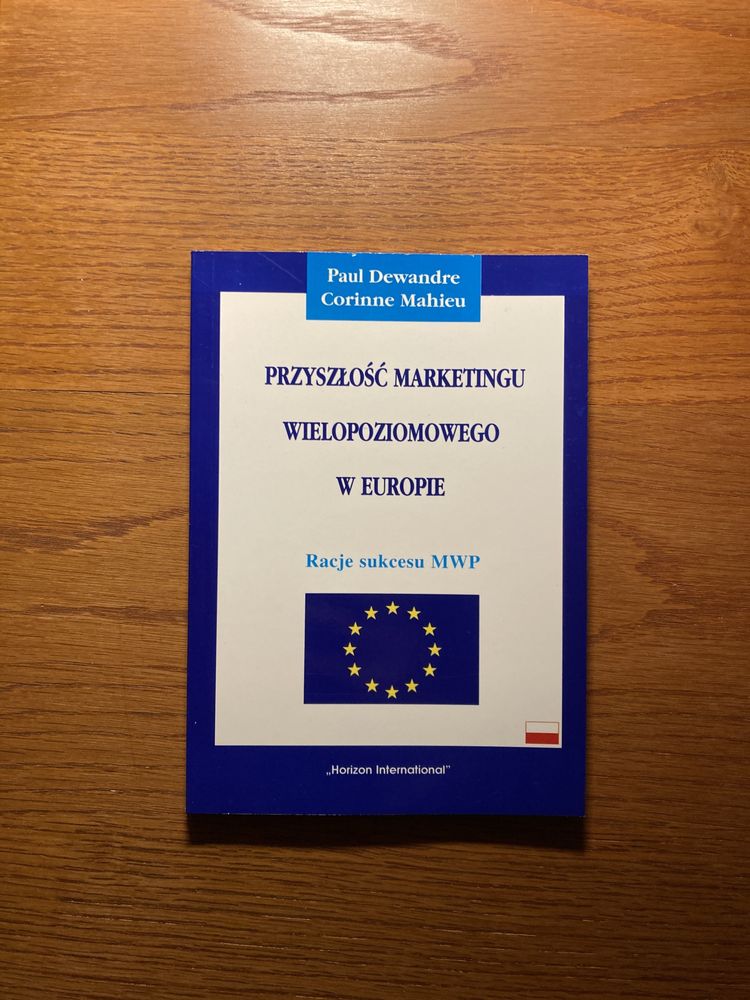 Paul Dewandre
Corinne Mahieu
PRZYSZŁOŚĆ MARKETINGU
WIELOPOZIOMOWEGO
W EUROPIE
Racje sukcesu MWP
„Horizon International”